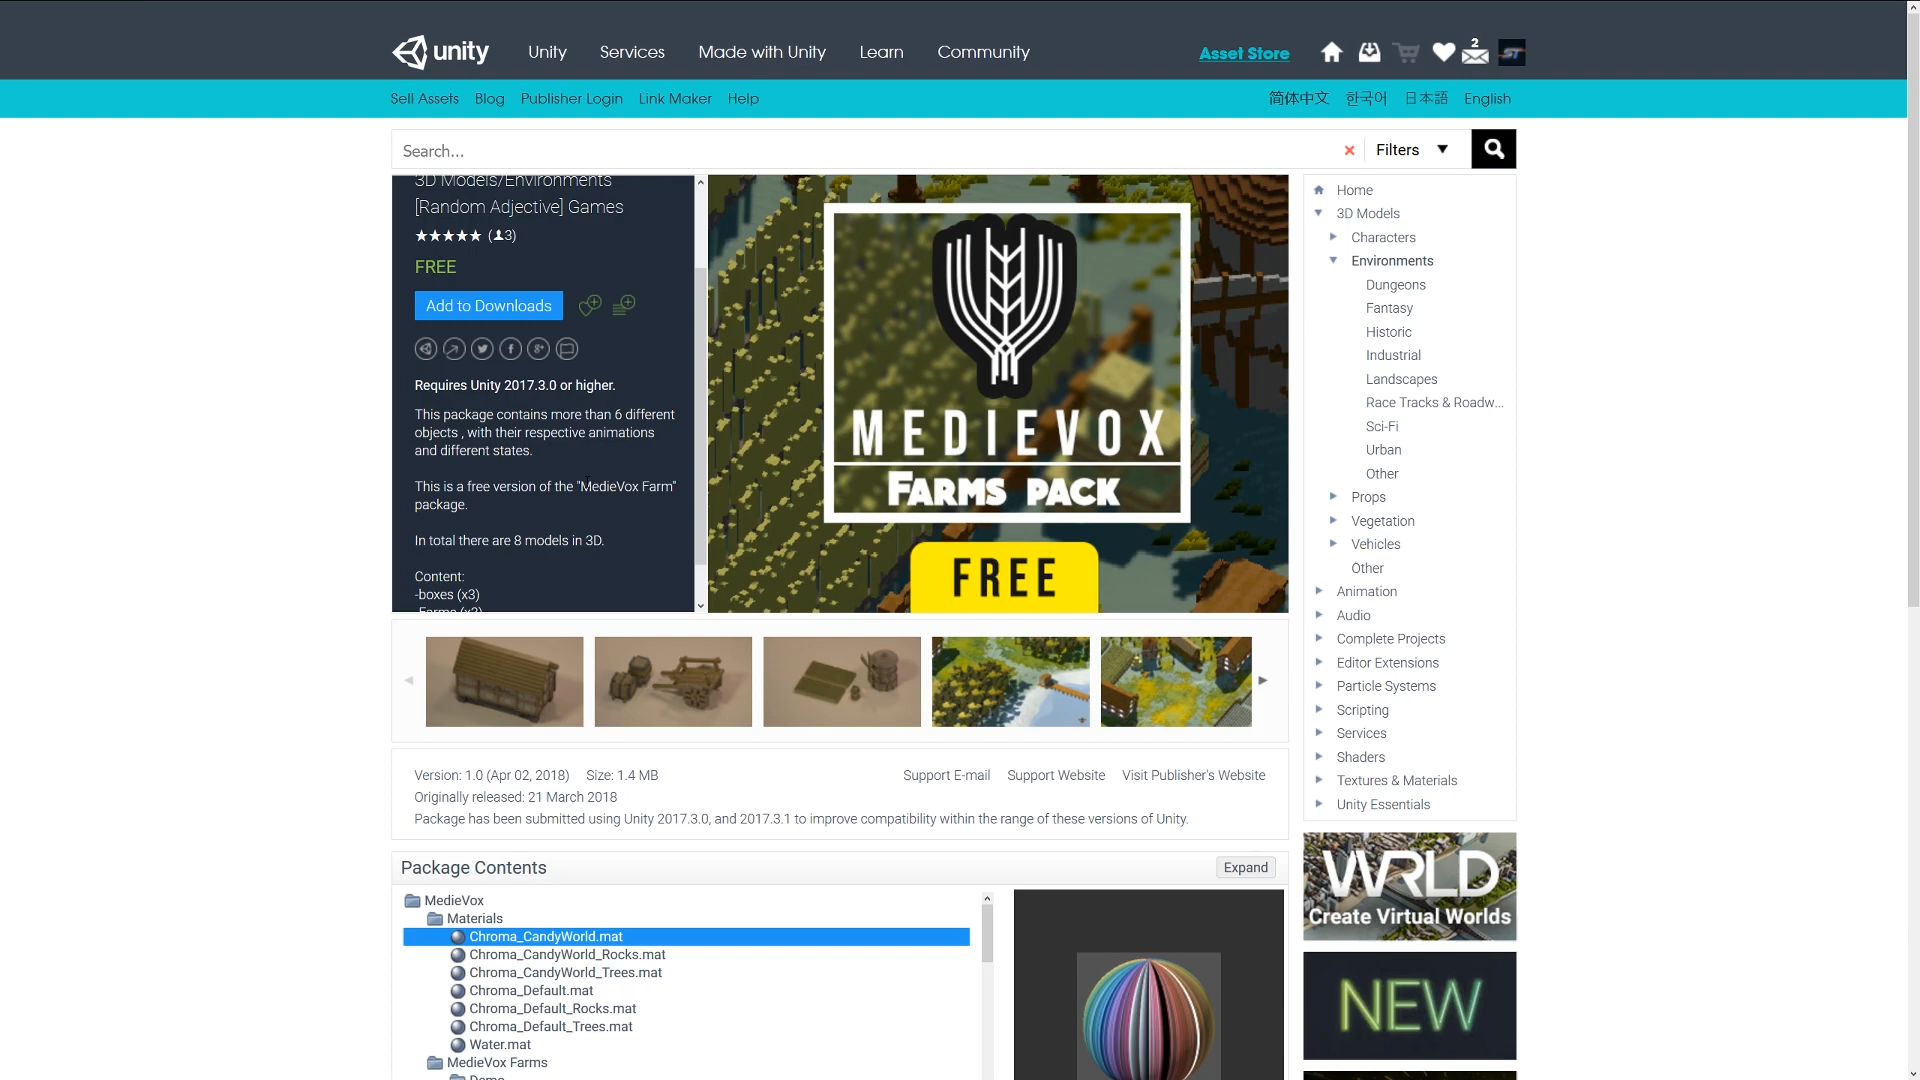 unity
Unity
Services
Made with Unity
Learn
Community
Asset Store
2
ST
Sell Assets
Blog
Publisher Login
Link Maker
Help
简体中文
한국어
日本語
English
Search...
Filters
3D Models/Environments
[Random Adjective] Games
(3)
FREE
Add to Downloads
Requires Unity 2017.3.0 or higher.
This package contains more than 6 different
objects , with their respective animations
and different states.
This is a free version of the "MedieVox Farm"
package.
In total there are 8 models in 3D.
Content:
-boxes (x3)
-Farms (x2)
MEDIEVOX
FARMS PACK
FREE
Home
3D Models
Characters
Environments
Dungeons
Fantasy
Historic
Industrial
Landscapes
Race Tracks & Roadw...
Sci-Fi
Urban
Other
Props
Vegetation
Vehicles
Other
Animation
Audio
Complete Projects
Editor Extensions
Particle Systems
Scripting
Services
Shaders
Textures & Materials
Unity Essentials
Version: 1.0 (Apr 02, 2018) Size: 1.4 MB
Support E-mail Support Website Visit Publisher's Website
Originally released: 21 March 2018
Package has been submitted using Unity 2017.3.0, and 2017.3.1 to improve compatibility within the range of these versions of Unity.
Package Contents
Expand
MedieVox
Materials
Chroma_CandyWorld.mat
Chroma_CandyWorld_Rocks.mat
Chroma_CandyWorld_Trees.mat
Chroma_Default.mat
Chroma_Default_Rocks.mat
Chroma_Default_Trees.mat
Water.mat
MedieVox Farms
Demo
WRLD
Create Virtual Worlds
NEW